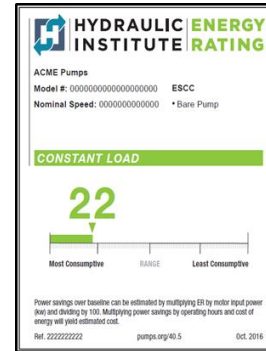 HYDRAULIC ENERGY
INSTITUTE RATING
ACME Pumps
Model #: 0000000000000000000 ESCC
Nominal Speed: 0000000000000 • Bare Pump
CONSTANT LOAD
22
Most Consumptive RANGE Least Consumptive
Power savings over baseline can be estimated by multiplying ER by motor input power
(kw) and dividing by 100. Multiplying power savings by operating hours and cost of
energy will yield estimated cost.
Ref. 2222222222 pumps.org/40.5 Oct. 2016